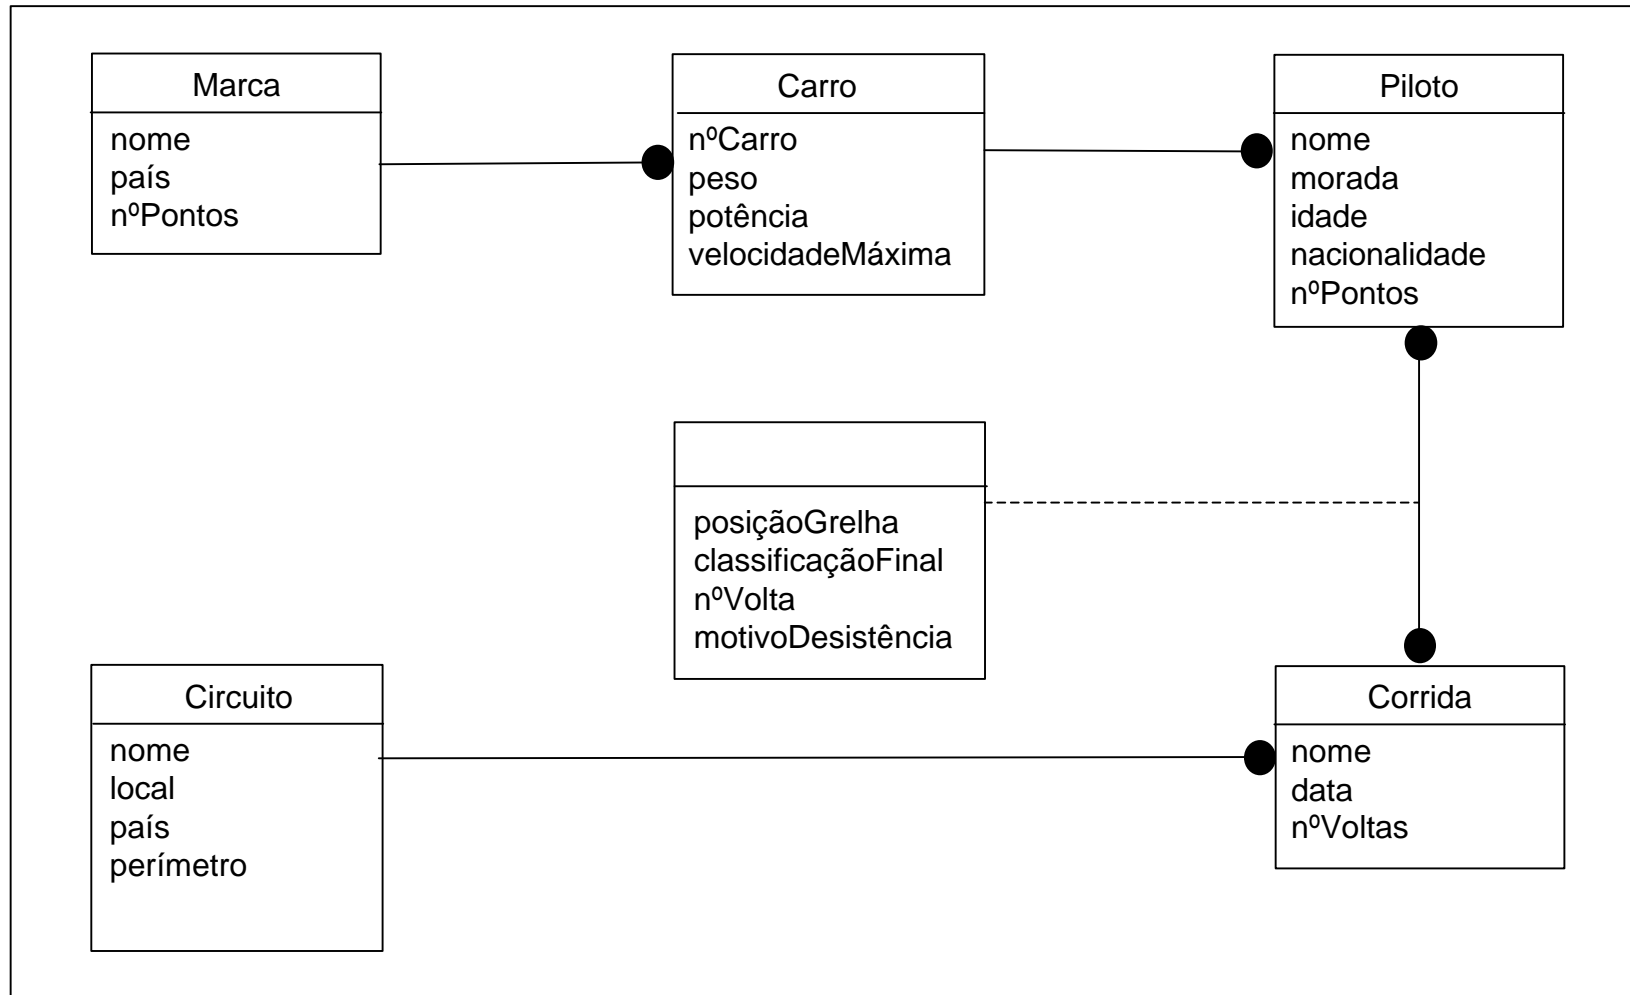 Marca
nome
país
nºPontos
Carro
nºCarro
peso
potência
velocidadeMáxima
Piloto
nome
morada
idade
nacionalidade
nºPontos
posiçãoGrelha
classificaçãoFinal
nºVolta
motivoDesistência
Circuito
nome
local
país
perímetro
Corrida
nome
data
nºVoltas